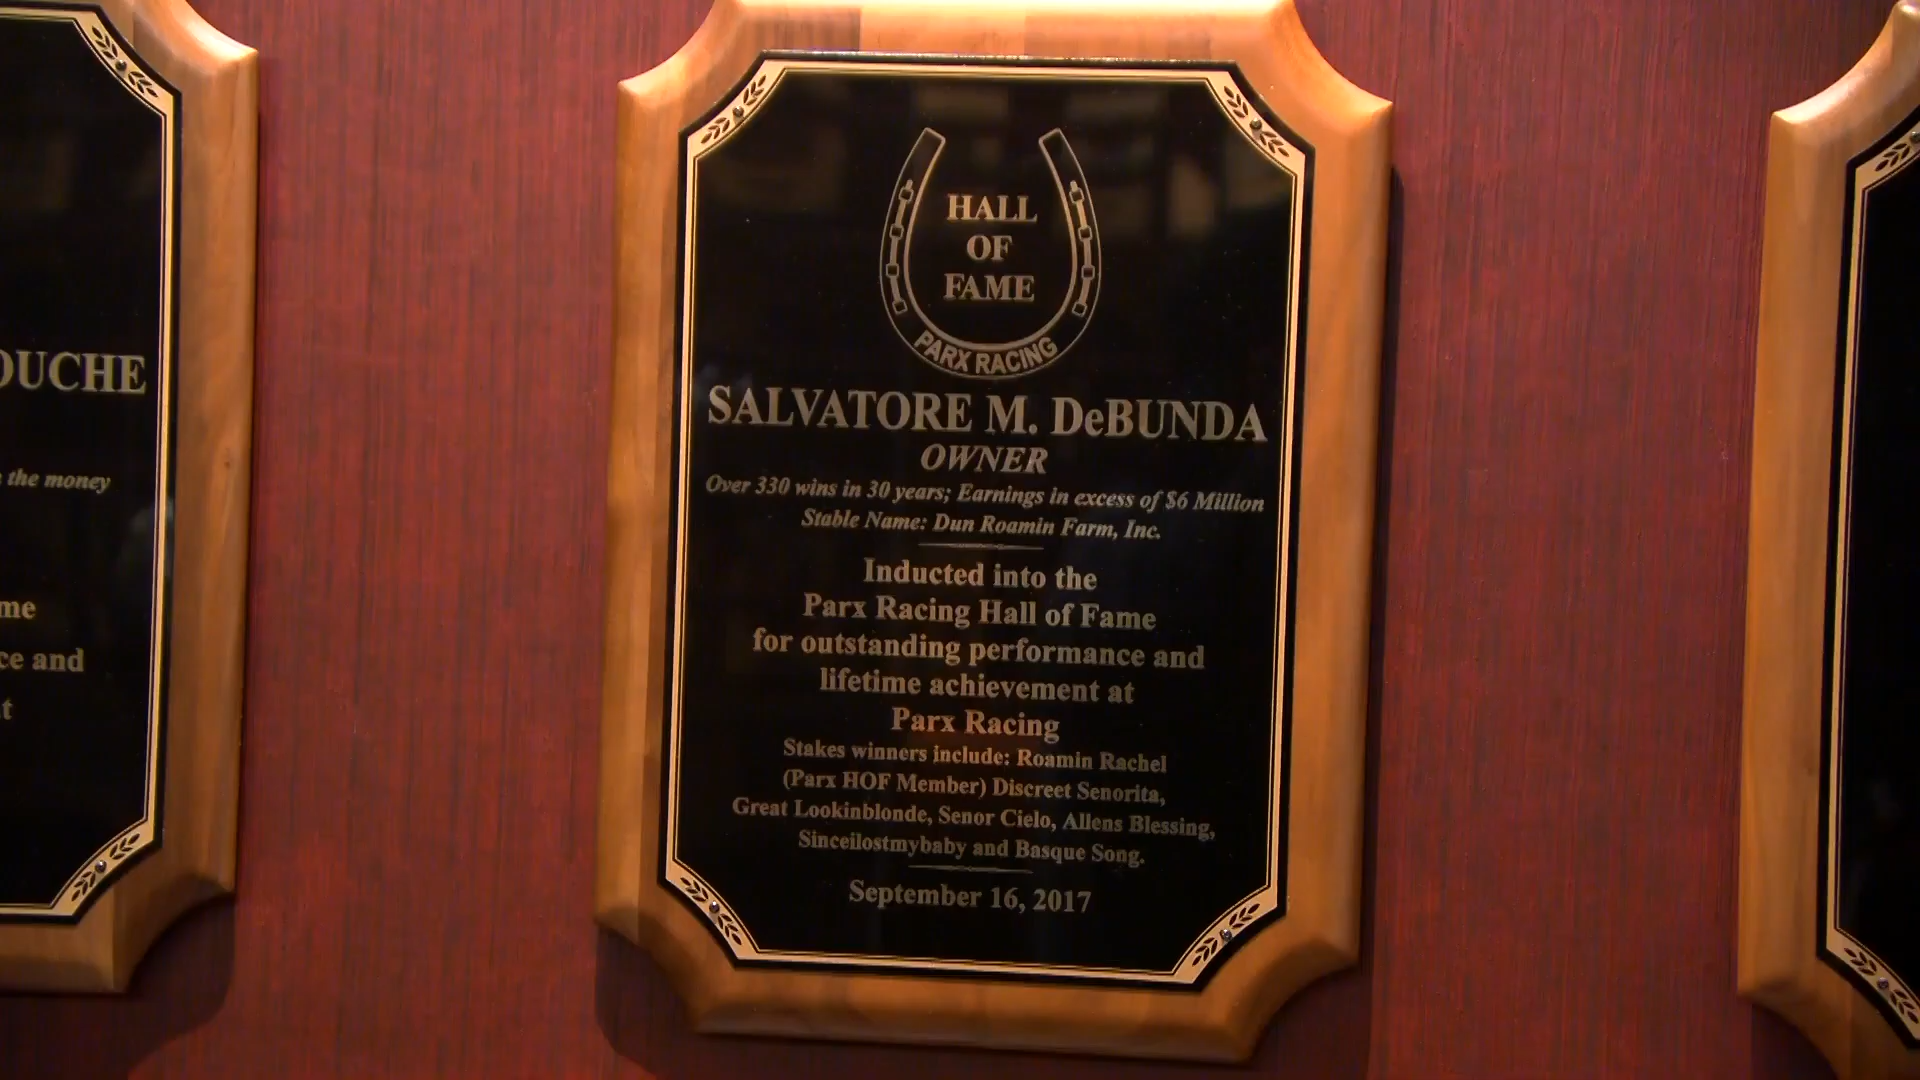 HALL
OF
FAME
PARX RACING
SALVATORE M. DeBUNDA
OWNER
Over 330 wins in 30 years; Earnings in excess of $6 Million
Stable Name: Dun Roamin Farm, Inc.
Inducted into the
Parx Racing Hall of Fame
for outstanding performance and
lifetime achievement at
Parx Racing
Stakes winners include: Roamin Rachel
(Parx HOF Member) Discreet Senorita,
Great Lookinblonde, Senor Cielo, Allens Blessing,
Sinceilostmybaby and Basque Song.
September 16, 2017
OUCHE
the money
me
ce and
t